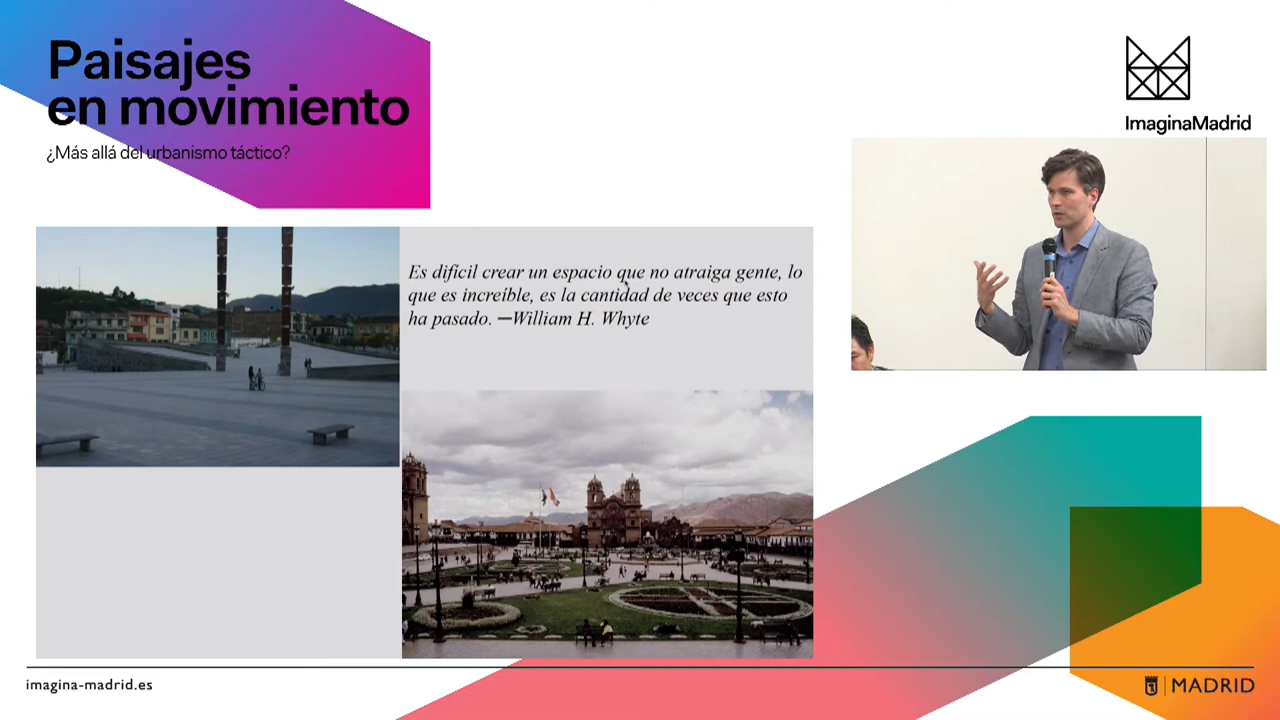 Paisajes
en movimiento
¿Más allá del urbanismo táctico?
ImaginaMadrid
Es difícil crear un espacio que no atraiga gente, lo
que es increíble, es la cantidad de veces que esto
ha pasado. —William H. Whyte
imagina-madrid.es
MADRID